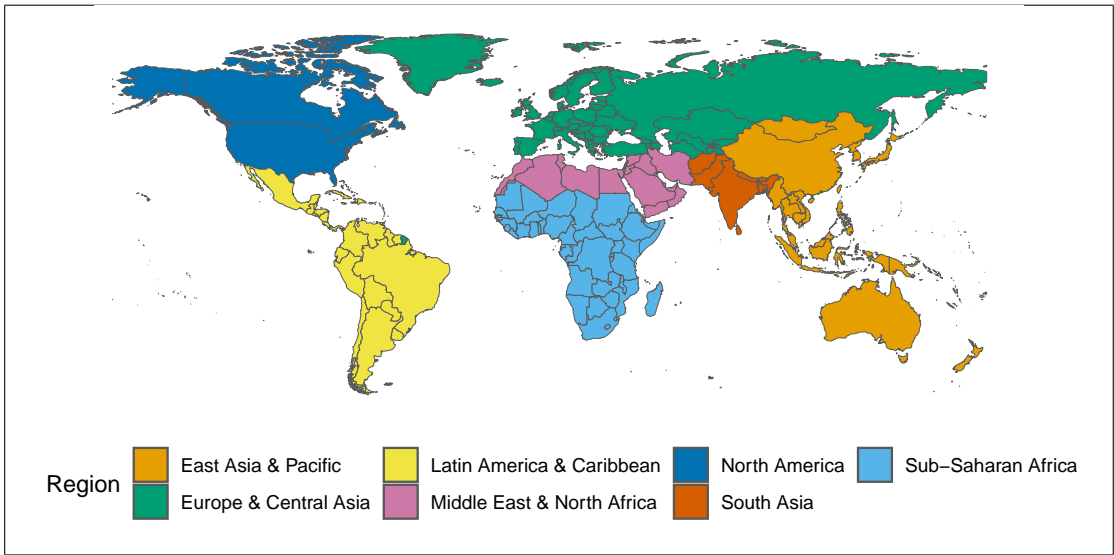 East Asia & Pacific
Latin America & Caribbean
North America
Sub−Saharan Africa
Region
Europe & Central Asia
Middle East & North Africa
South Asia